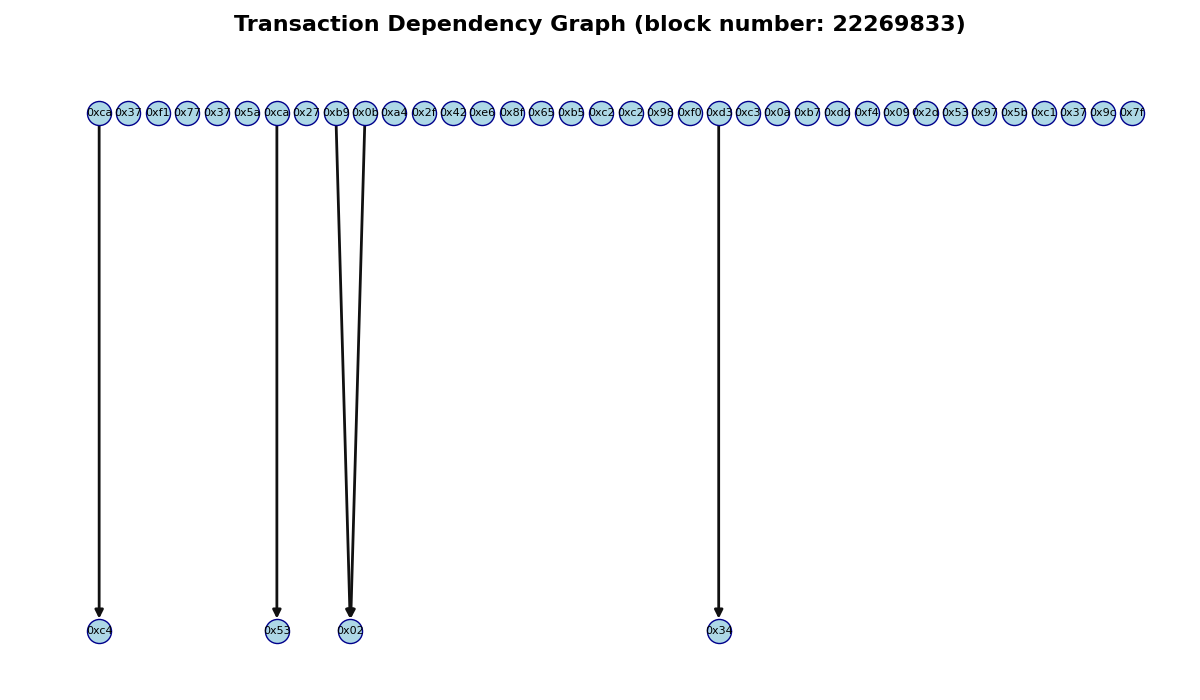 Transaction Dependency Graph (block number: 22269833)
0xca 0x37 0xf1 0x77 0x37 0x5a 0xca 0x27 0xb9 0x0b 0xa4 0x2f 0x42 0xe6 0x8f 0x65 0xb5 0xc2 0xc2 0x98 0xf0 0xd3 0xc3 0x0a 0xb7 0xdd 0xf4 0x09 0x2d 0x53 0x97 0x5b 0xc1 0x37 0x9c 0x7f
0xc4 0x53 0x02 0x34